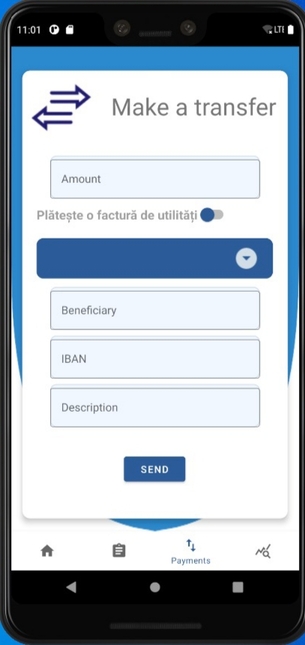 11:01 LTE
Make a transfer
Amount
Plătește o factură de utilități
Beneficiary
IBAN
Description
SEND
Payments